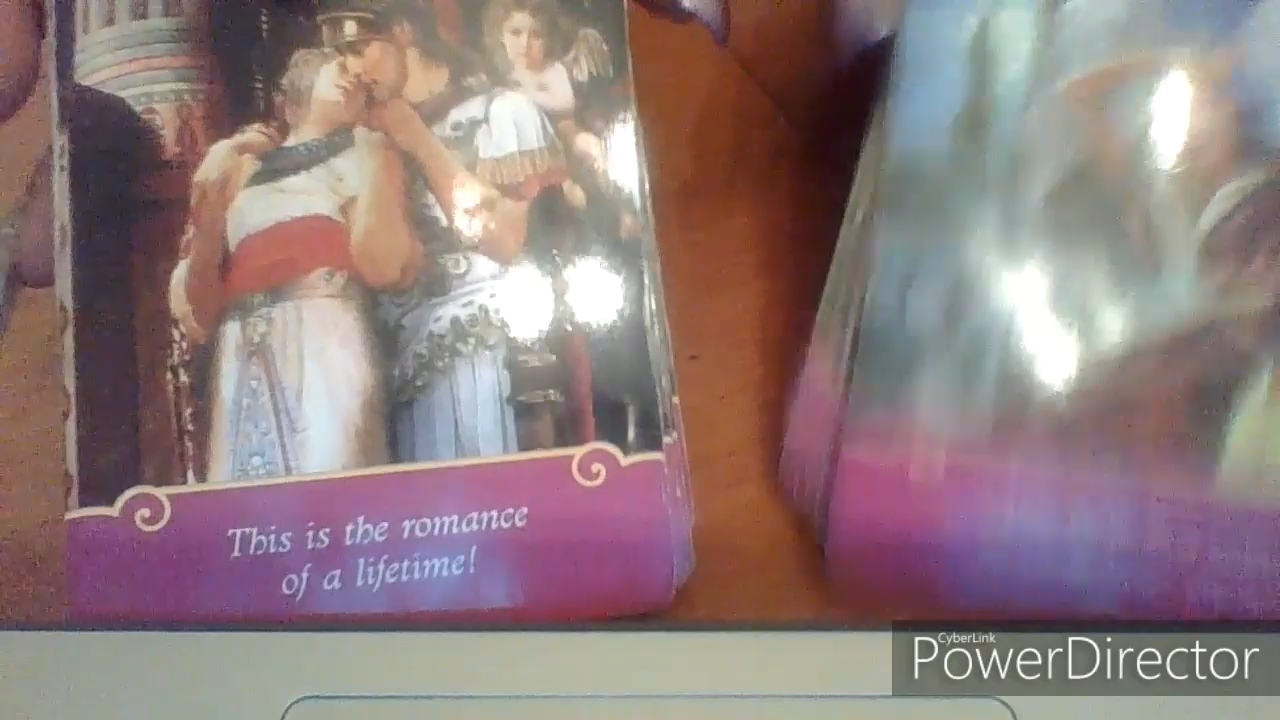 This is the romance
of a lifetime!
CyberLink
PowerDirector